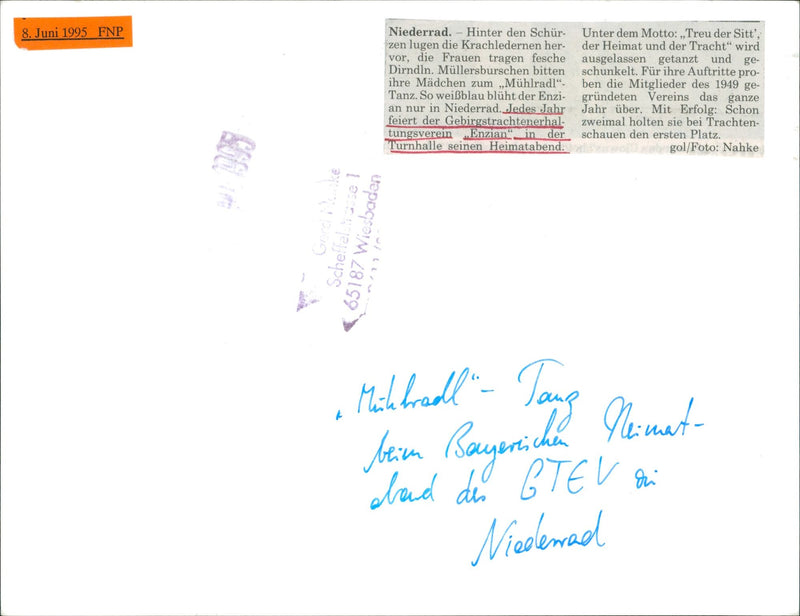 8. Juni 1995 FNP
Niederrad. – Hinter den Schür-
zen lugen die Krachledernen her-
vor, die Frauen tragen fesche
Dirndln. Müllersburschen bitten
ihre Mädchen zum „Mühlradl“-
Tanz. So weißblau blüht der Enzi-
an nur in Niederrad. Jedes Jahr
feiert der Gebirgstrachtenerhal-
tungsverein „Enzian“ in der
Turnhalle seinen Heimatabend.
Unter dem Motto: „Treu der Sitt’,
der Heimat und der Tracht“ wird
ausgelassen getanzt und ge-
schunkelt. Für ihre Auftritte pro-
ben die Mitglieder des 1949 ge-
gründeten Vereins das ganze
Jahr über. Mit Erfolg: Schon
zweimal holten sie bei Trachten-
schauen den ersten Platz.
gol/Foto: Nahke
1995
Gerd
65187 Wiesbaden
„Mühlradl“ – Tanz
beim Bayerischen Heimat-
abend des GTEV in
Niederrad